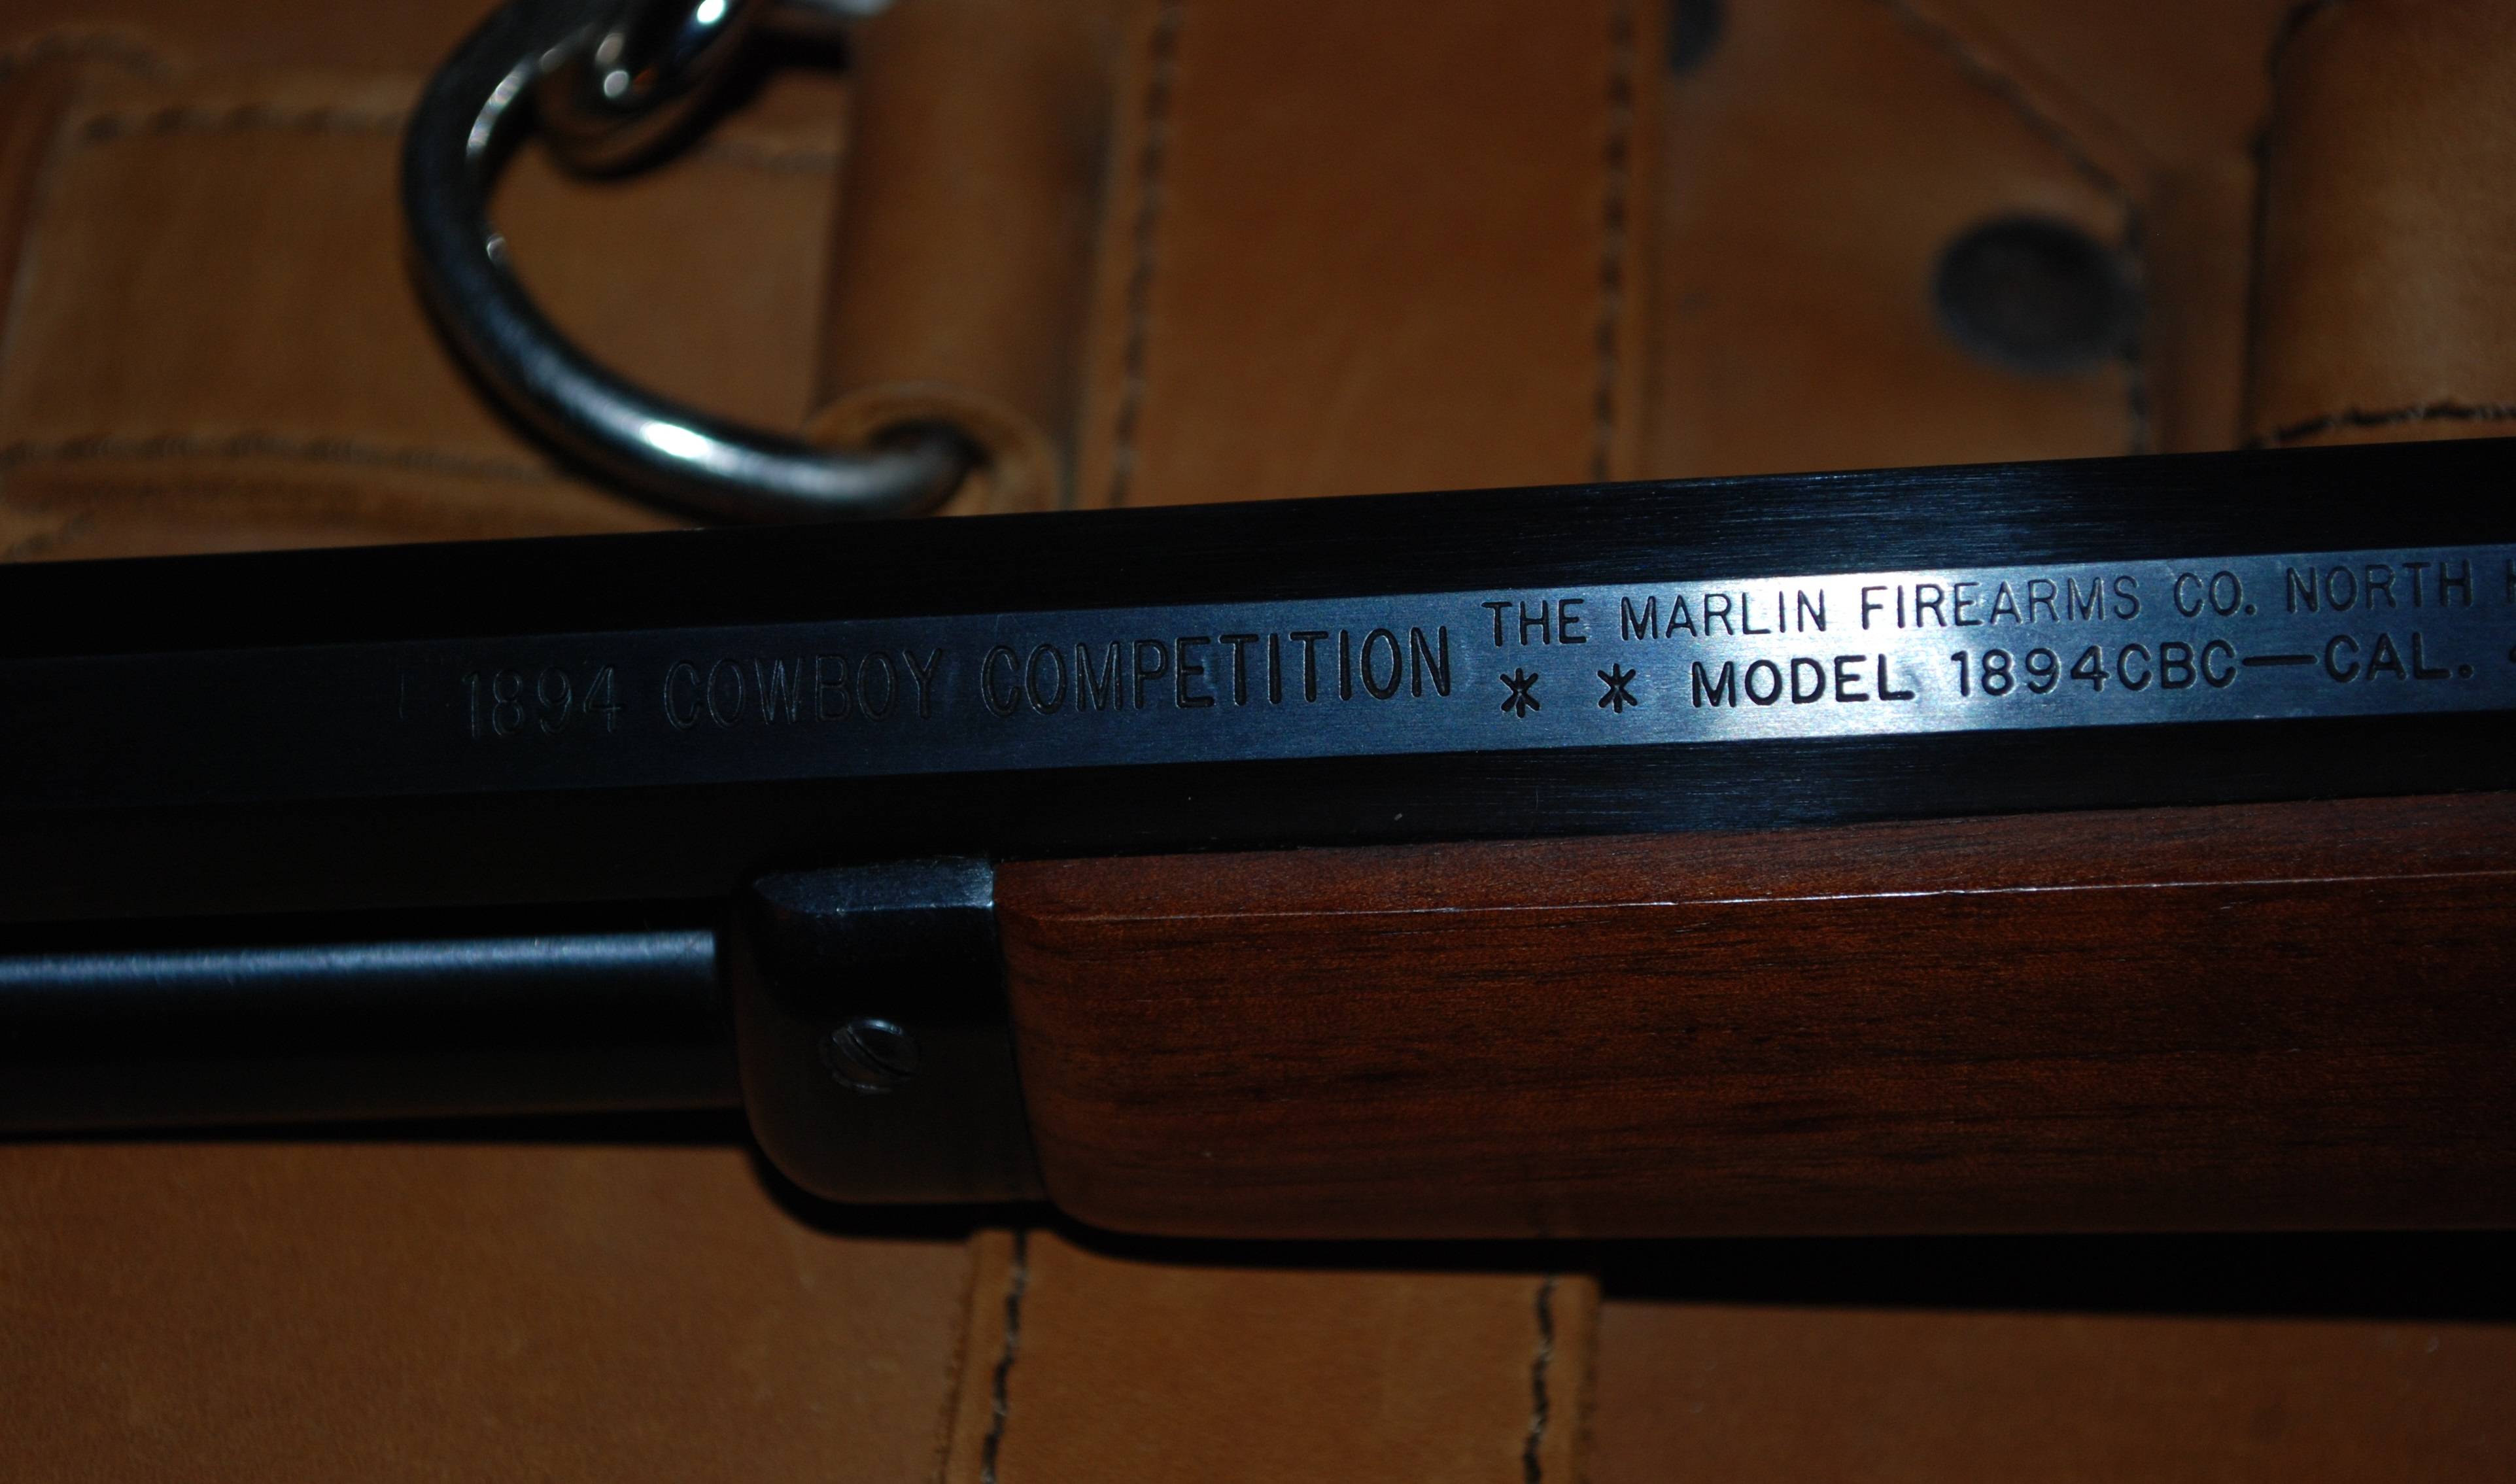 1894 COWBOY COMPETITION
THE MARLIN FIREARMS CO. NORTH
* * MODEL 1894CBC—CAL.